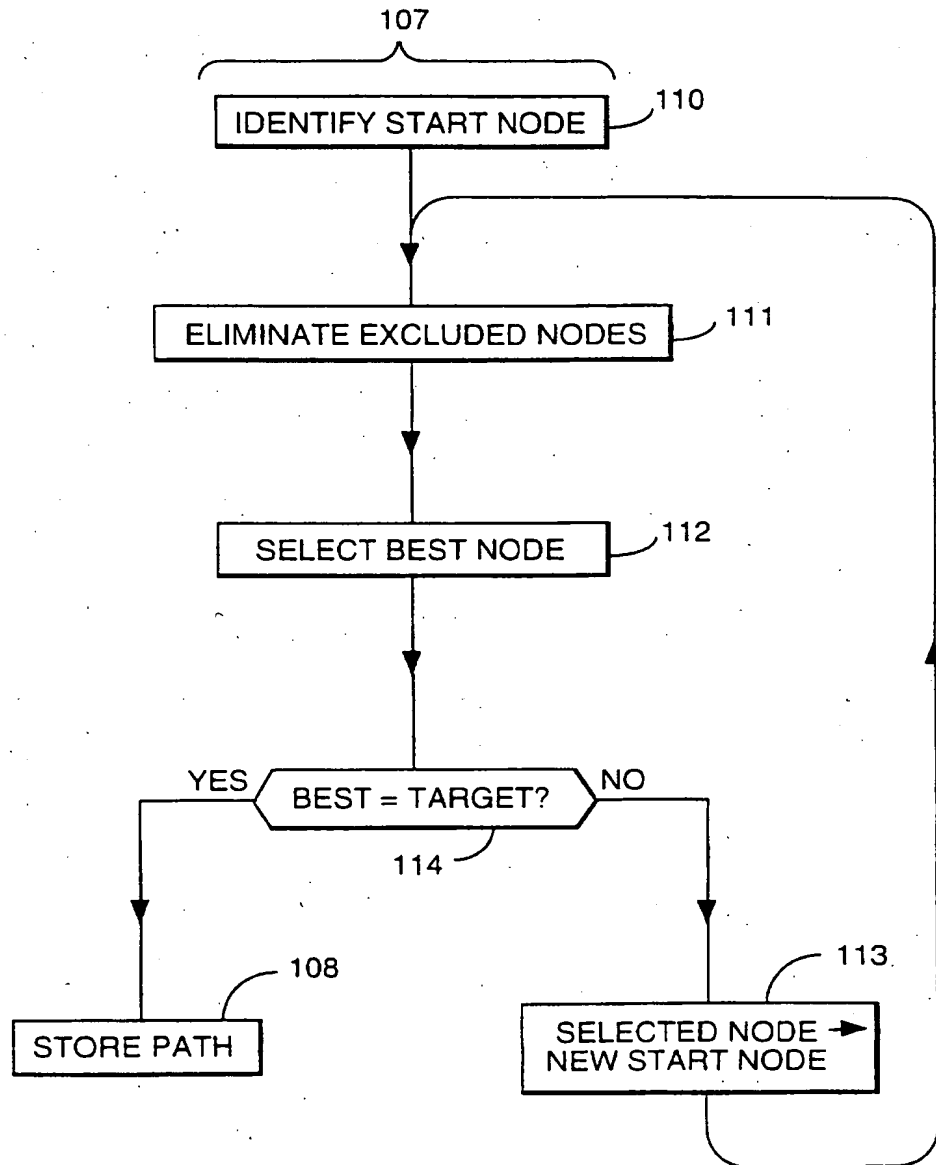 107
IDENTIFY START NODE
110
ELIMINATE EXCLUDED NODES
111
SELECT BEST NODE
112
YES
BEST = TARGET?
NO
114
108
STORE PATH
113
SELECTED NODE →
NEW START NODE